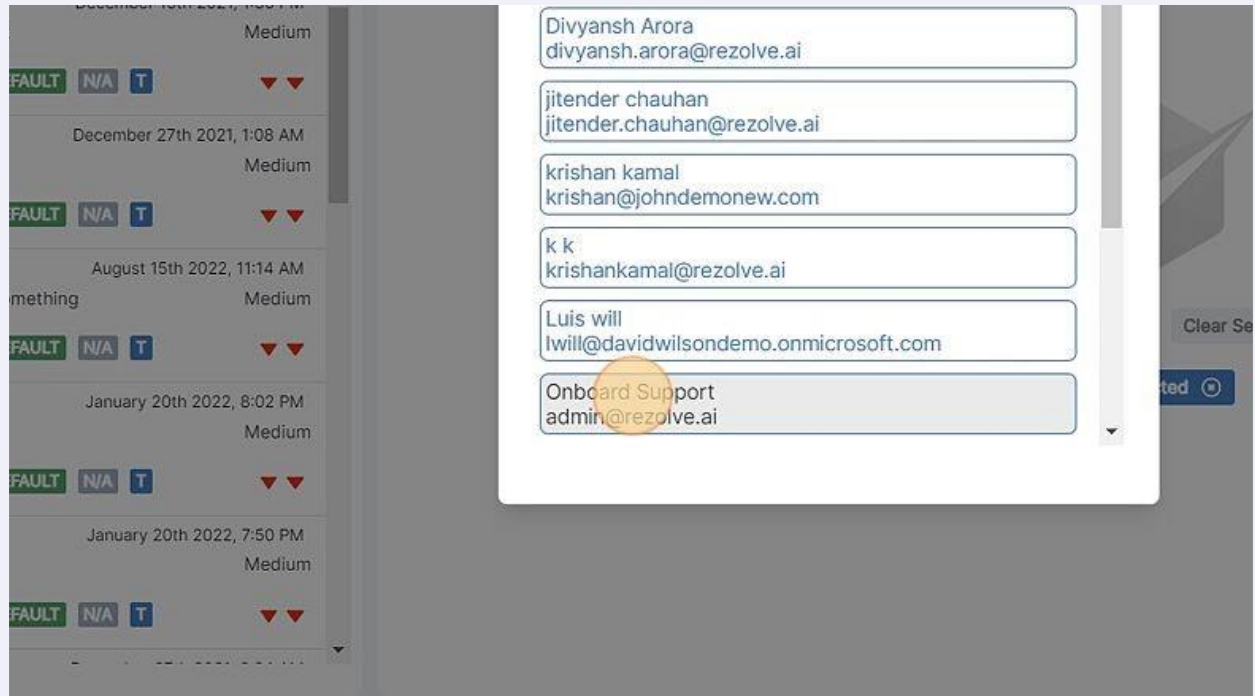 Medium
FAULT N/A T
December 27th 2021, 1:08 AM
Medium
FAULT N/A T
August 15th 2022, 11:14 AM
mething Medium
FAULT N/A T
January 20th 2022, 8:02 PM
Medium
FAULT N/A T
January 20th 2022, 7:50 PM
Medium
FAULT N/A T
Divyansh Arora
divyansh.arora@rezolve.ai
jitender chauhan
jitender.chauhan@rezolve.ai
krishan kamal
krishan@johndemonew.com
k k
krishankamal@rezolve.ai
Luis will
lwill@davidwilsondemo.onmicrosoft.com
Onboard Support
admin@rezolve.ai
Clear Se
ted